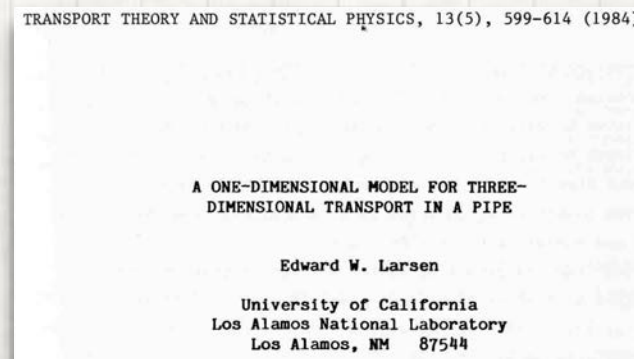 TRANSPORT THEORY AND STATISTICAL PHYSICS, 13(5), 599-614 (1984)
A ONE-DIMENSIONAL MODEL FOR THREE-
DIMENSIONAL TRANSPORT IN A PIPE
Edward W. Larsen
University of California
Los Alamos National Laboratory
Los Alamos, NM 87544